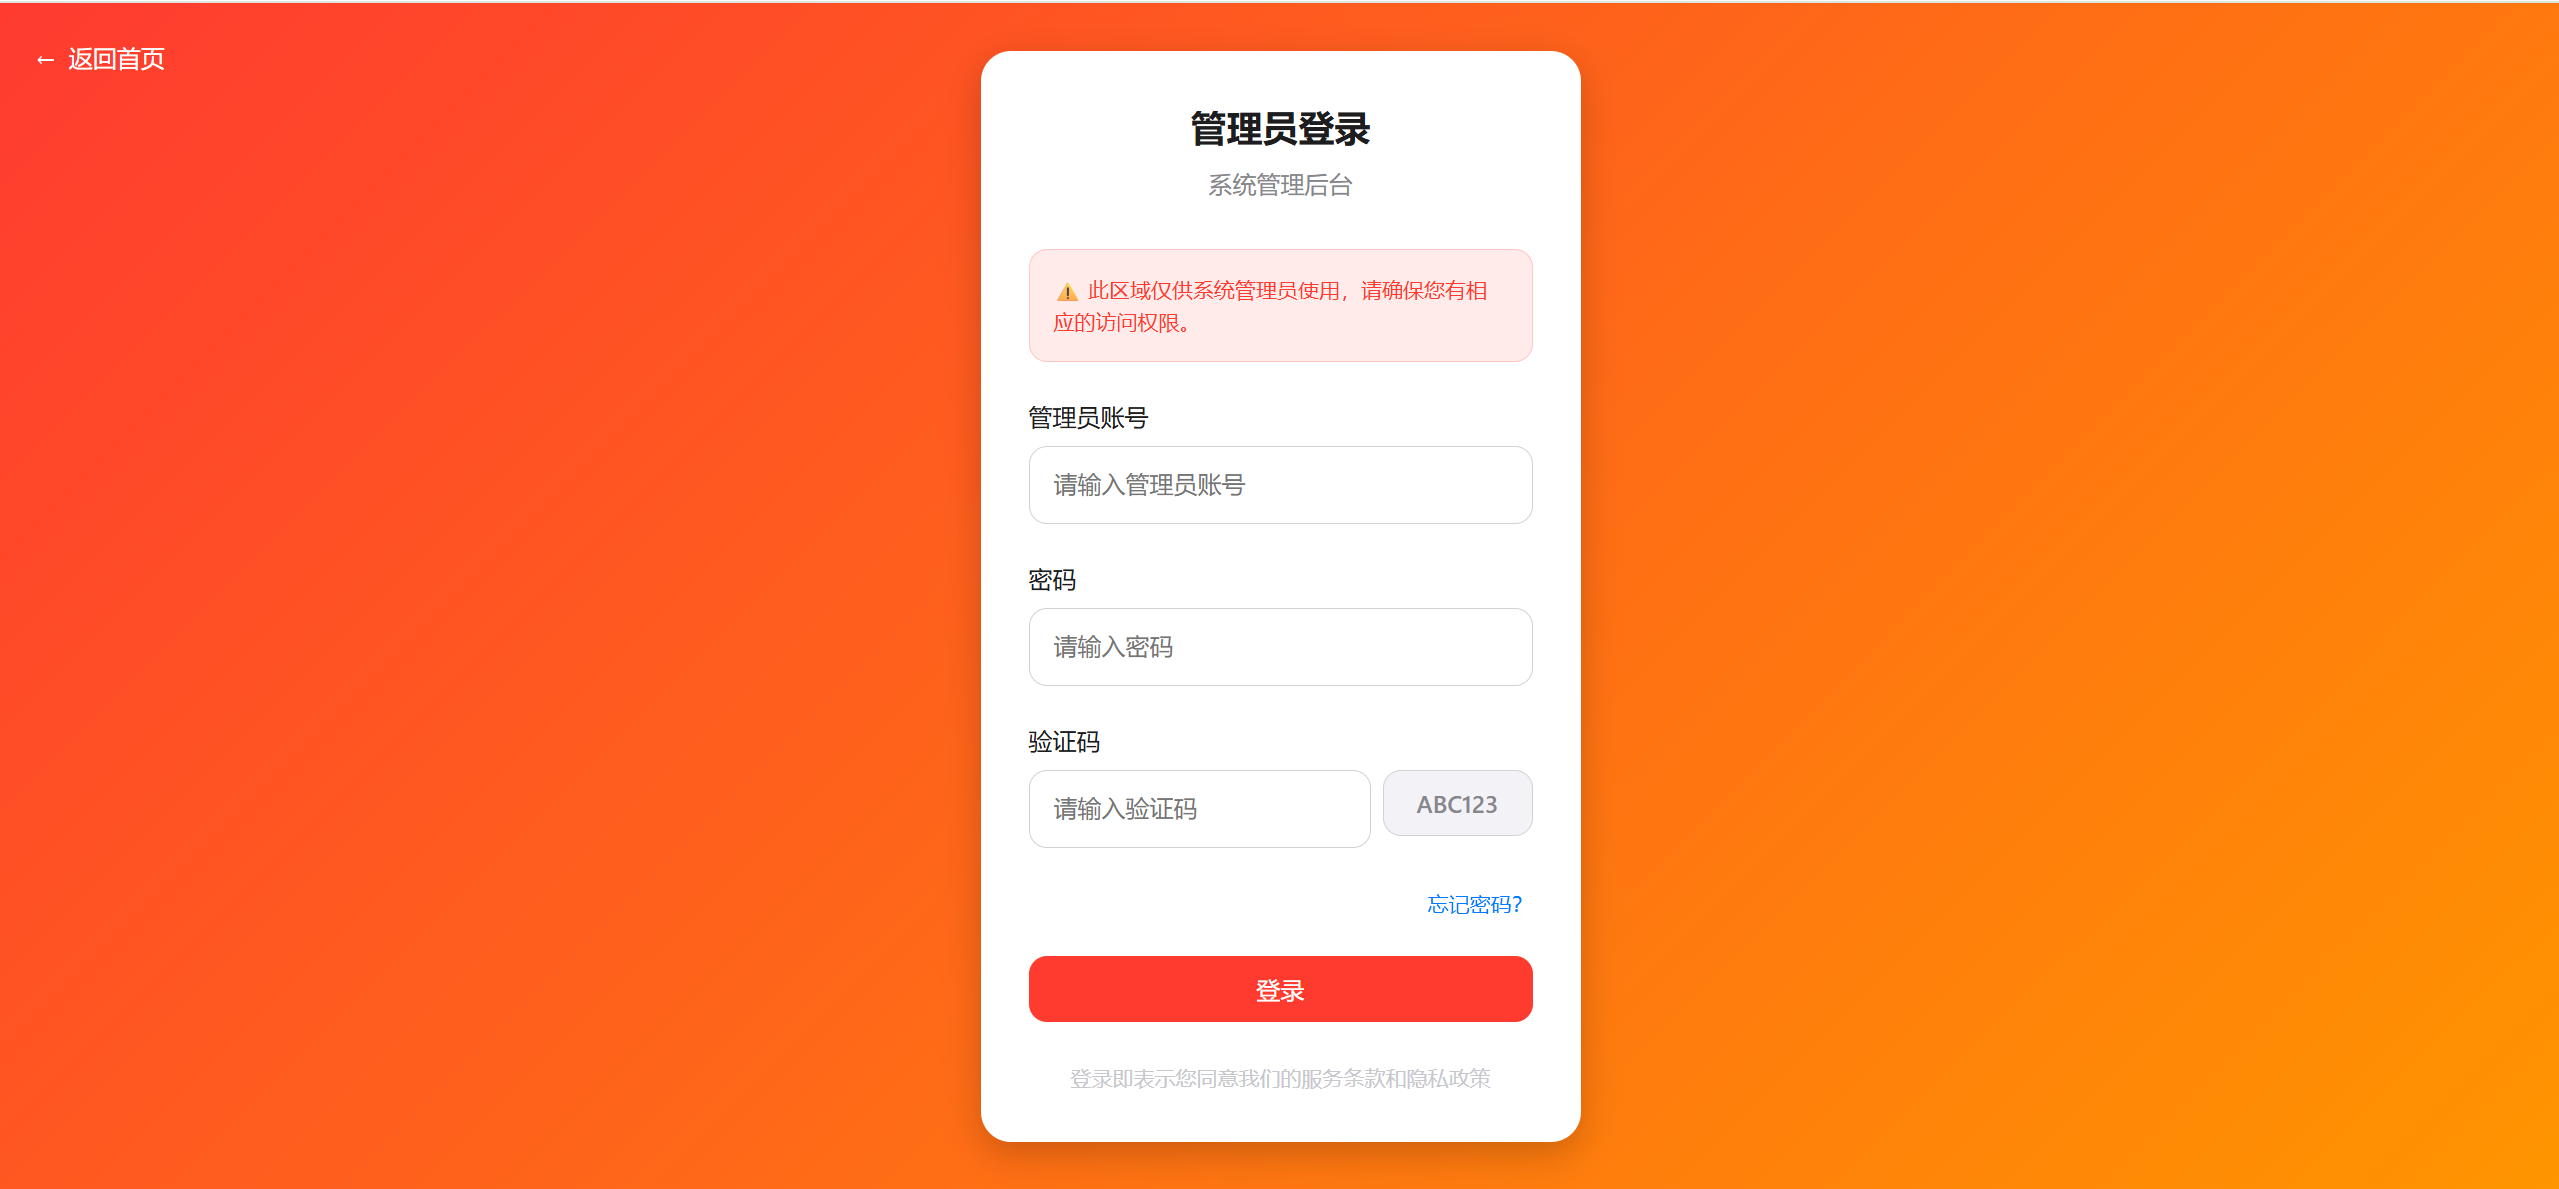 ← 返回首页
管理员登录
系统管理后台
⚠️ 此区域仅供系统管理员使用，请确保您有相
应的访问权限。
管理员账号
请输入管理员账号
密码
请输入密码
验证码
请输入验证码
ABC123
忘记密码？
登录
登录即表示您同意我们的服务条款和隐私政策